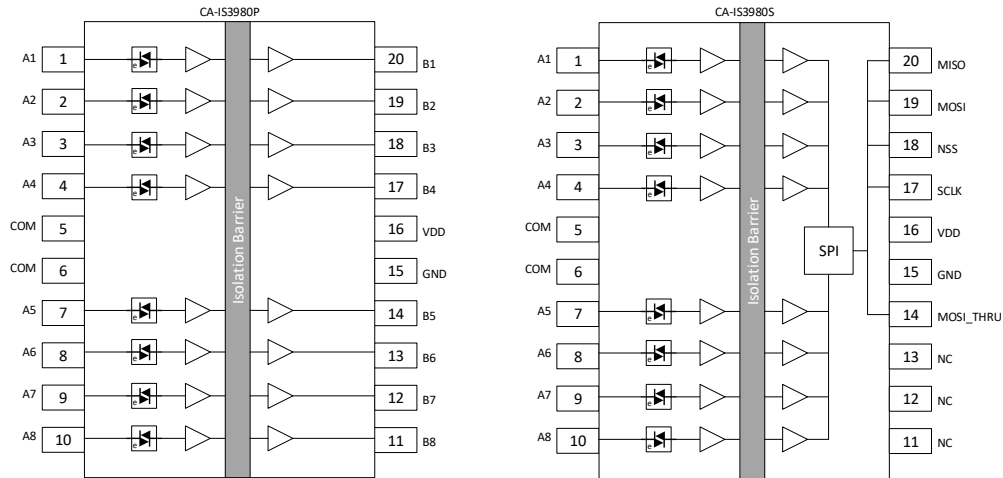 CA-IS3980P
A1 1 e 20 B1
A2 2 e 19 B2
A3 3 e 18 B3
A4 4 e 17 B4
COM 5 16 VDD
COM 6 15 GND
A5 7 e 14 B5
A6 8 e 13 B6
A7 9 e 12 B7
A8 10 e 11 B8
Isolation Barrier
CA-IS3980S
A1 1 e 20 MISO
A2 2 e 19 MOSI
A3 3 e 18 NSS
A4 4 e 17 SCLK
COM 5 16 VDD
SPI
COM 6 15 GND
A5 7 e 14 MOSI_THRU
A6 8 e 13 NC
A7 9 e 12 NC
A8 10 e 11 NC
Isolation Barrier